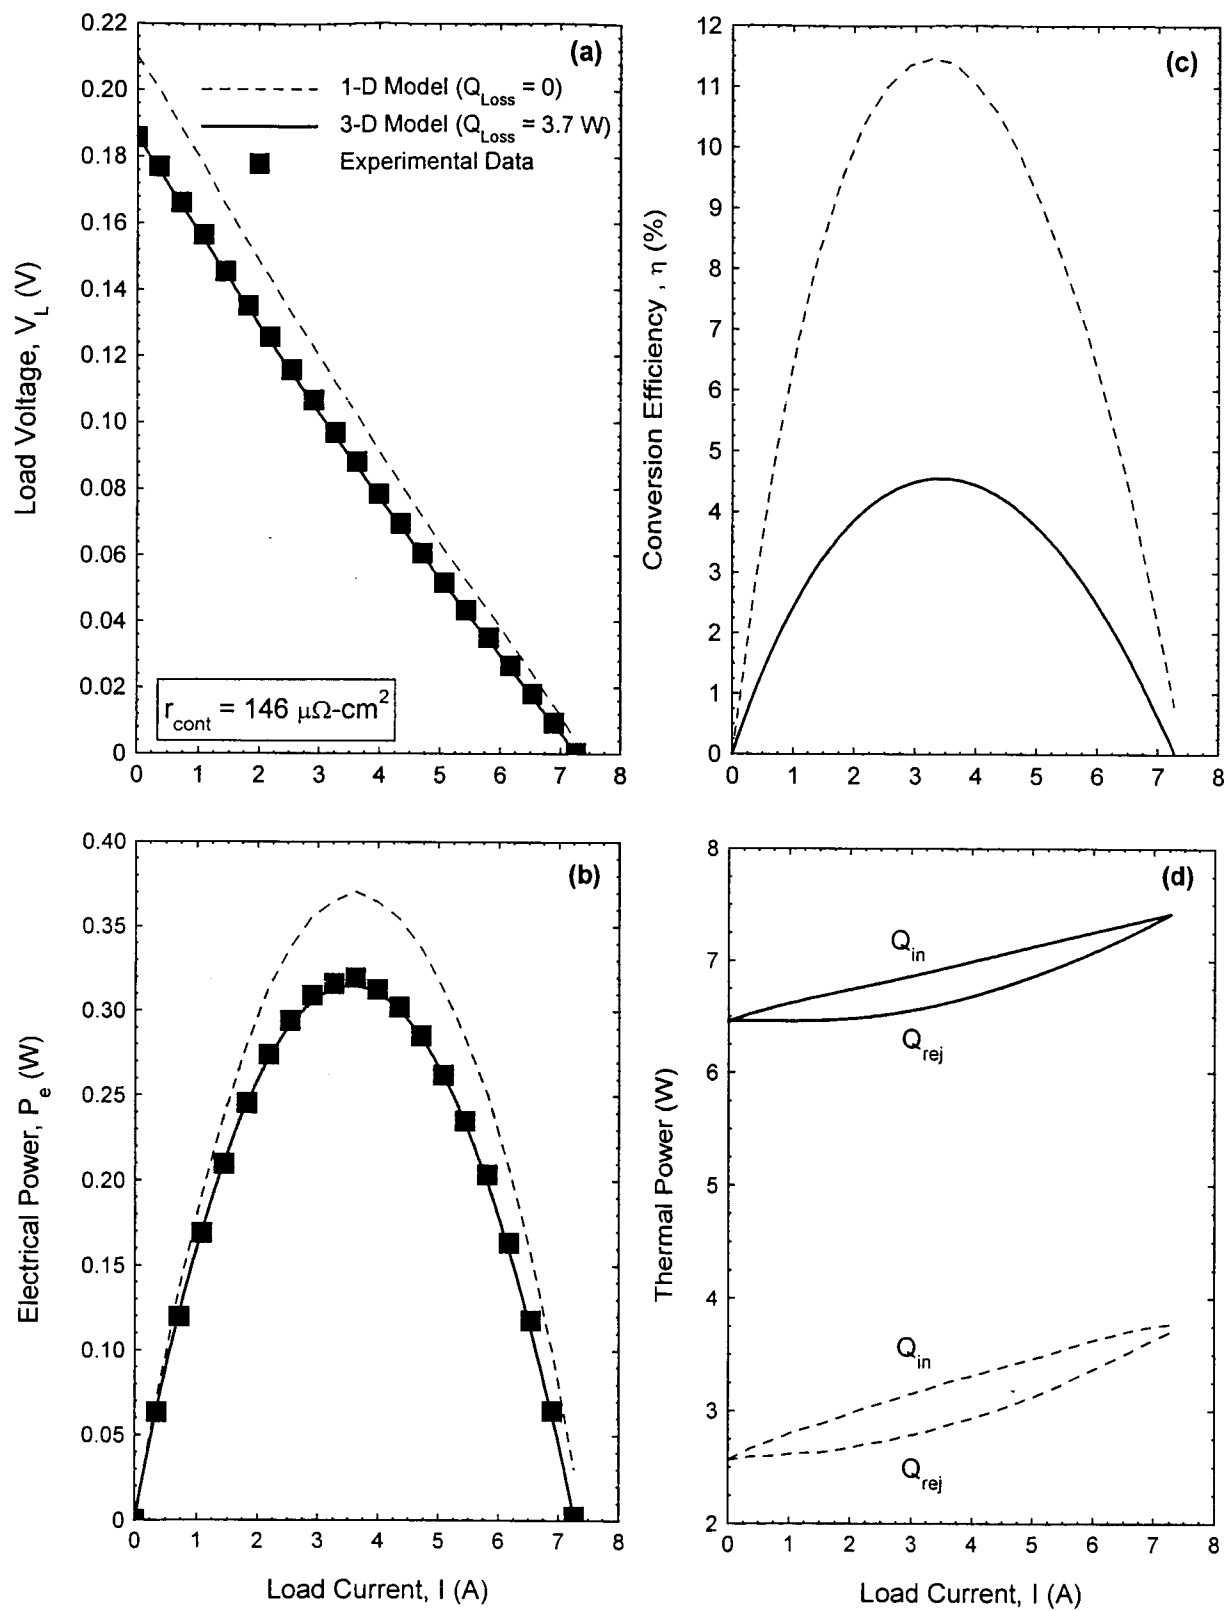 (a)
1-D Model (Q_Loss = 0)
3-D Model (Q_Loss = 3.7 W)
Experimental Data
r_cont = 146 μΩ-cm²
Load Voltage, V_L (V)
0.22
0.20
0.18
0.16
0.14
0.12
0.10
0.08
0.06
0.04
0.02
0
0 1 2 3 4 5 6 7 8
(c)
Conversion Efficiency , η (%)
12
11
10
9
8
7
6
5
4
3
2
1
0
0 1 2 3 4 5 6 7 8
(b)
Electrical Power, P_e (W)
0.40
0.35
0.30
0.25
0.20
0.15
0.10
0.05
0
0 1 2 3 4 5 6 7 8
Load Current, I (A)
(d)
Thermal Power (W)
8
7
6
5
4
3
2
Q_in
Q_rej
Q_in
Q_rej
0 1 2 3 4 5 6 7 8
Load Current, I (A)